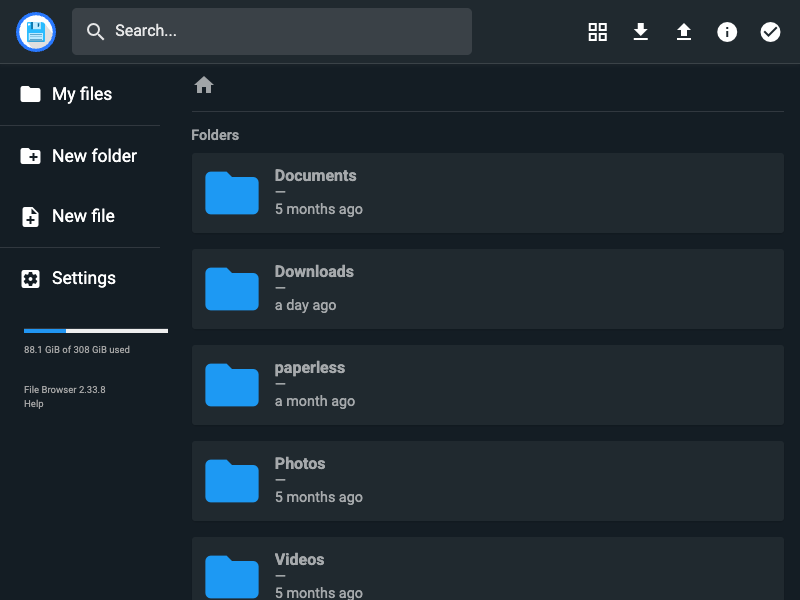 Search...
My files
New folder
New file
Settings
88.1 GiB of 308 GiB used
File Browser 2.33.8
Help
Folders
Documents
—
5 months ago
Downloads
—
a day ago
paperless
—
a month ago
Photos
—
5 months ago
Videos
—
5 months ago